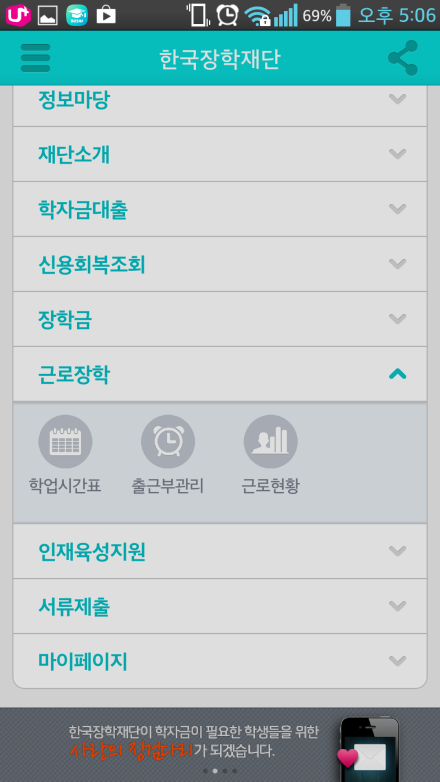 U+
69%
오후 5:06
한국장학재단
정보마당
재단소개
학자금대출
신용회복조회
장학금
근로장학
학업시간표
출근부관리
근로현황
인재육성지원
서류제출
마이페이지
한국장학재단이 학자금이 필요한 학생들을 위한
사랑의 징검다리가 되겠습니다.